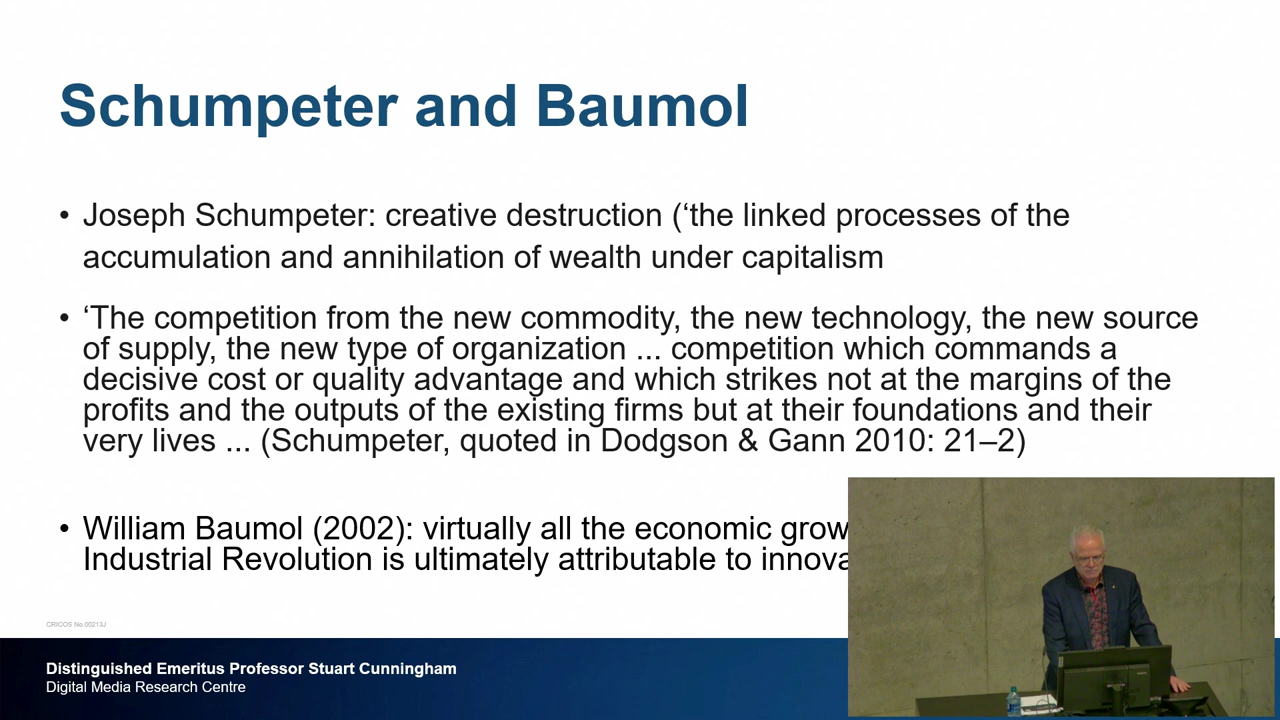 Schumpeter and Baumol
• Joseph Schumpeter: creative destruction (‘the linked processes of the
accumulation and annihilation of wealth under capitalism
• ‘The competition from the new commodity, the new technology, the new source
of supply, the new type of organization ... competition which commands a
decisive cost or quality advantage and which strikes not at the margins of the
profits and the outputs of the existing firms but at their foundations and their
very lives ... (Schumpeter, quoted in Dodgson & Gann 2010: 21–2)
• William Baumol (2002): virtually all the economic grow
Industrial Revolution is ultimately attributable to innova
CRICOS No.00213J
Distinguished Emeritus Professor Stuart Cunningham
Digital Media Research Centre